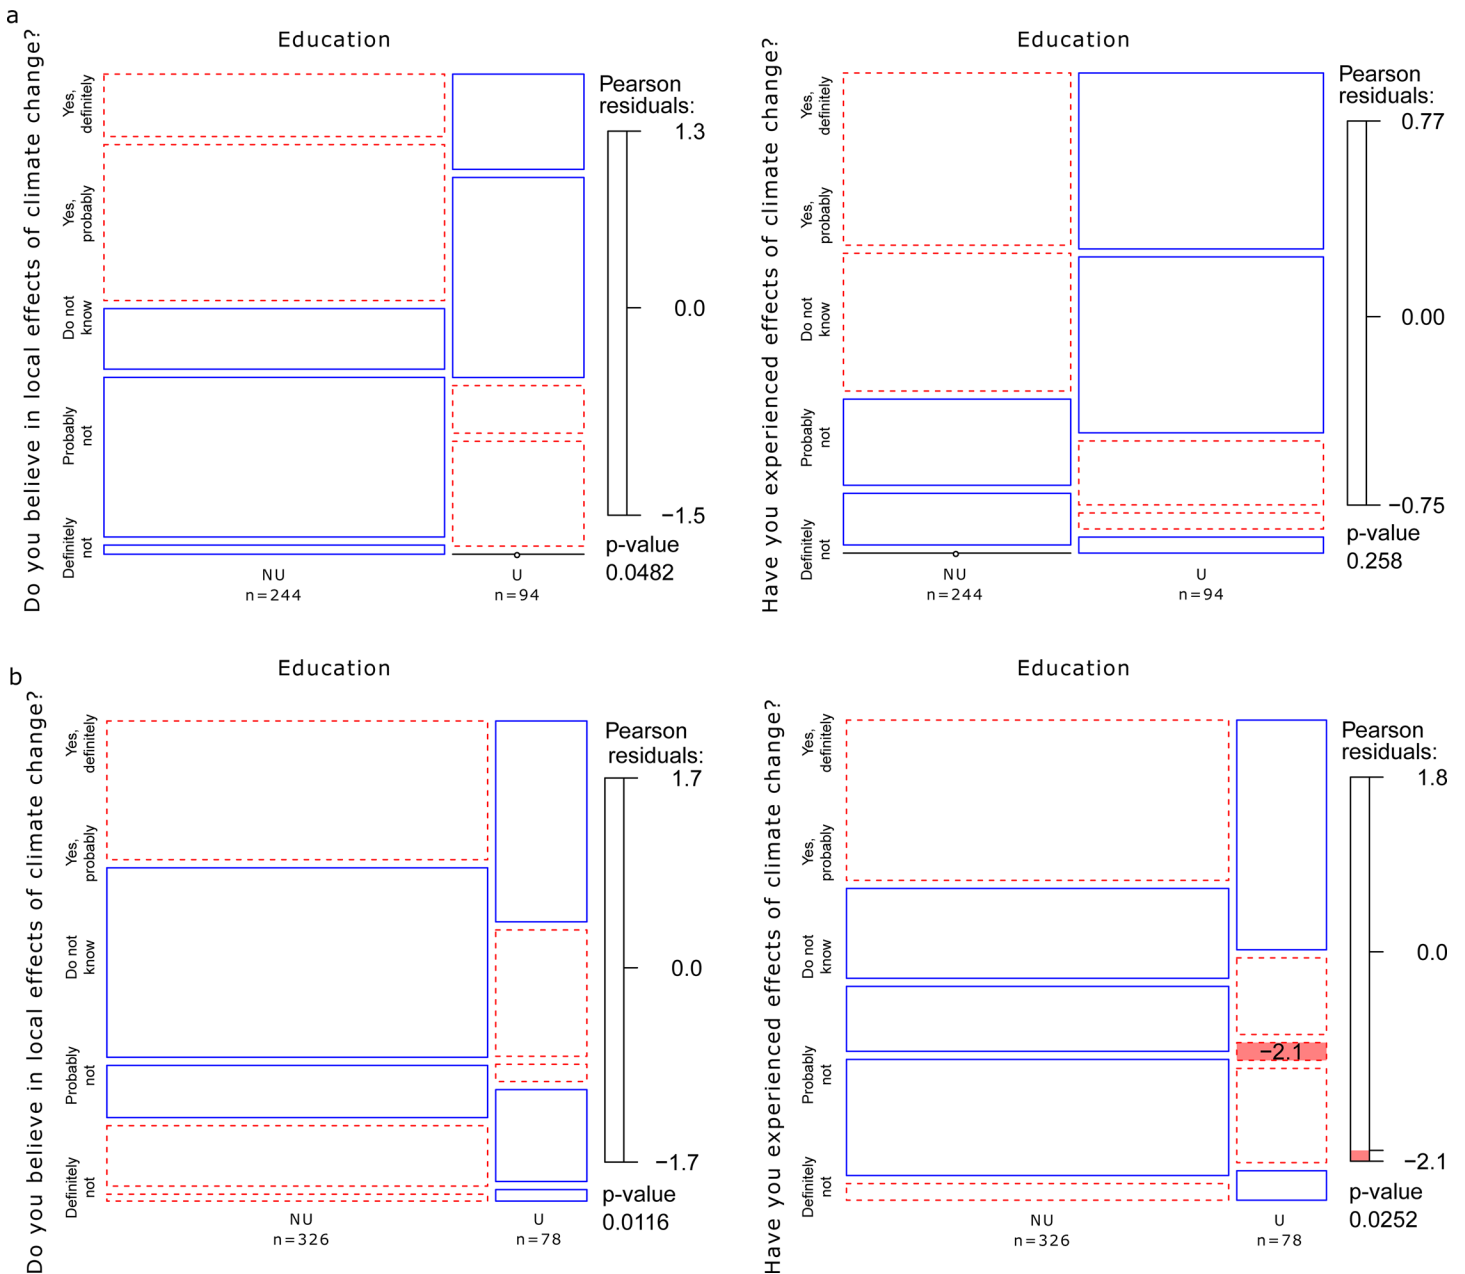 a
Education
Do you believe in local effects of climate change?
Yes,
definitely
Yes,
probably
Do not
know
Probably
not
Definitely
not
NU
n=244
U
n=94
Pearson
residuals:
1.3
0.0
−1.5
p-value
0.0482
Education
Have you experienced effects of climate change?
Yes,
definitely
Yes,
probably
Do not
know
Probably
not
Definitely
not
NU
n=244
U
n=94
Pearson
residuals:
0.77
0.00
−0.75
p-value
0.258
b
Education
Do you believe in local effects of climate change?
Yes,
definitely
Yes,
probably
Do not
know
Probably
not
Definitely
not
NU
n=326
U
n=78
Pearson
residuals:
1.7
0.0
−1.7
p-value
0.0116
Education
Have you experienced effects of climate change?
Yes,
definitely
Yes,
probably
Do not
know
Probably
not
Definitely
not
−2.1
NU
n=326
U
n=78
Pearson
residuals:
1.8
0.0
−2.1
p-value
0.0252